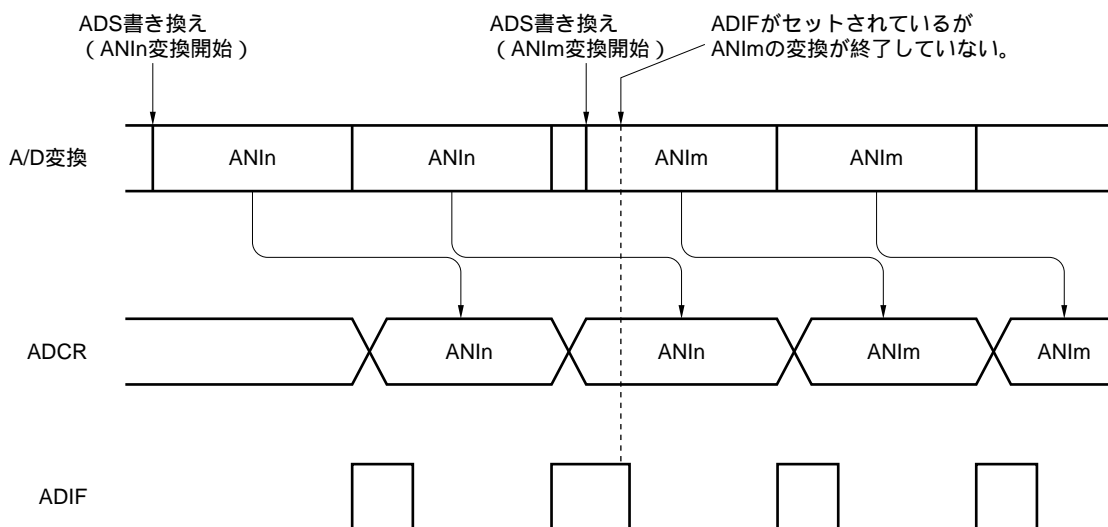 ADS書き換え
（ANIn変換開始）
ADS書き換え
（ANIm変換開始）
ADIFがセットされているが
ANImの変換が終了していない。
A/D変換
ANIn
ANIn
ANIm
ANIm
ADCR
ANIn
ANIn
ANIm
ANIm
ADIF